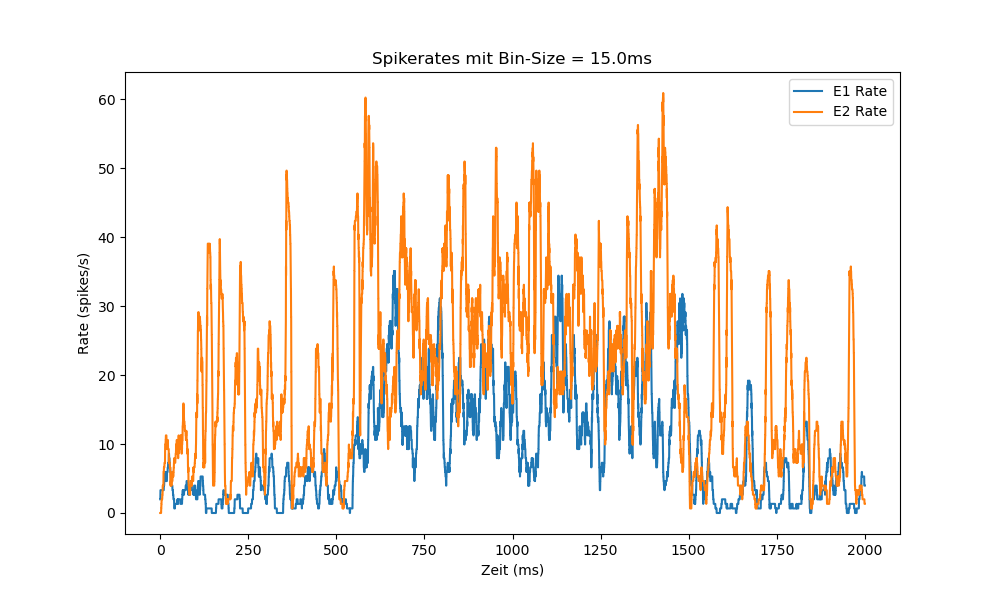 Spikerates mit Bin-Size = 15.0ms
E1 Rate
E2 Rate
Rate (spikes/s)
60
50
40
30
20
10
0
0 250 500 750 1000 1250 1500 1750 2000
Zeit (ms)